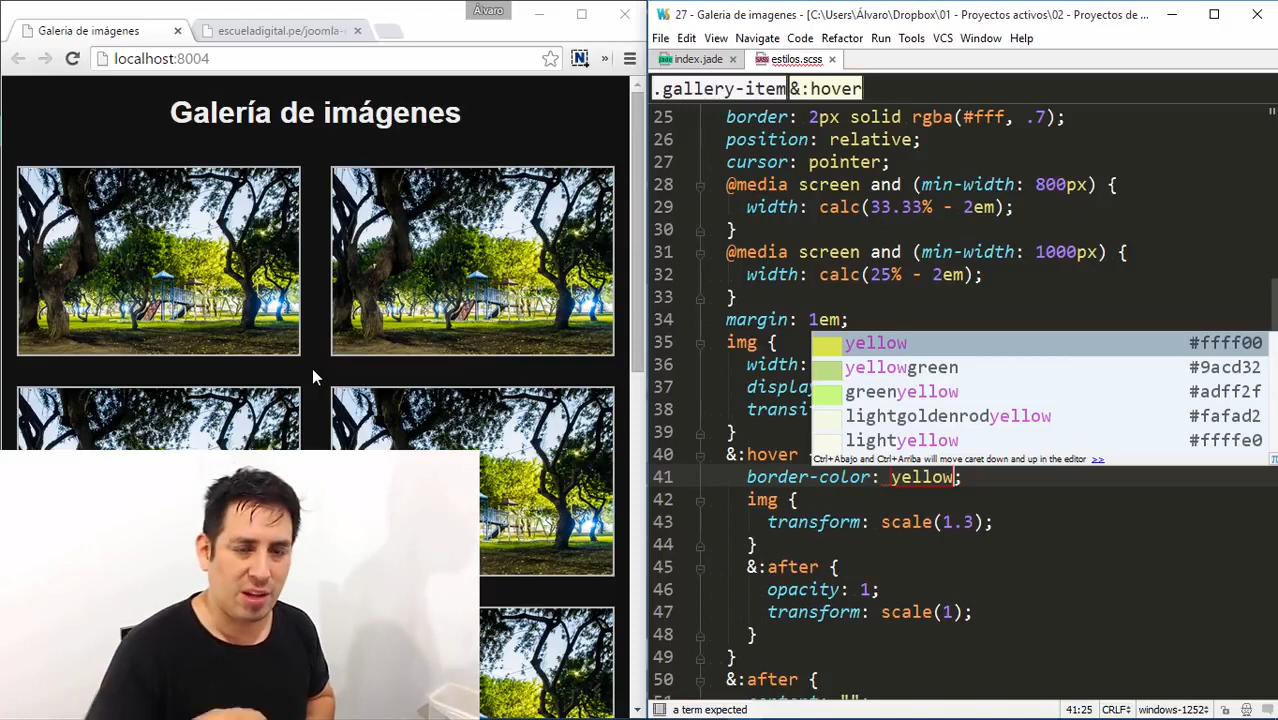 Álvaro
Galería de imágenes
escueladigital.pe/joomla-
localhost:8004
Galería de imágenes
27 - Galeria de imagenes - [C:\Users\Álvaro\Dropbox\01 - Proyectos activos\02 - Proyectos de ...
File Edit View Navigate Code Refactor Run Tools VCS Window Help
index.jade
estilos.scss
.gallery-item &:hover
25 border: 2px solid rgba(#fff, .7);
26 position: relative;
27 cursor: pointer;
28 @media screen and (min-width: 800px) {
29 width: calc(33.33% - 2em);
30 }
31 @media screen and (min-width: 1000px) {
32 width: calc(25% - 2em);
33 }
34 margin: 1em;
35 img {
36 width:
37 display
38 transit
39 }
40 &:hover
yellow #ffff00
yellowgreen #9acd32
greenyellow #adff2f
lightgoldenrodyellow #fafad2
lightyellow #ffffe0
Ctrl+Abajo and Ctrl+Arriba will move caret down and up in the editor >>
41 border-color: yellow;
42 img {
43 transform: scale(1.3);
44 }
45 &:after {
46 opacity: 1;
47 transform: scale(1);
48 }
49 }
50 &:after {
51 content: "";
a term expected
41:25 CRLF windows-1252